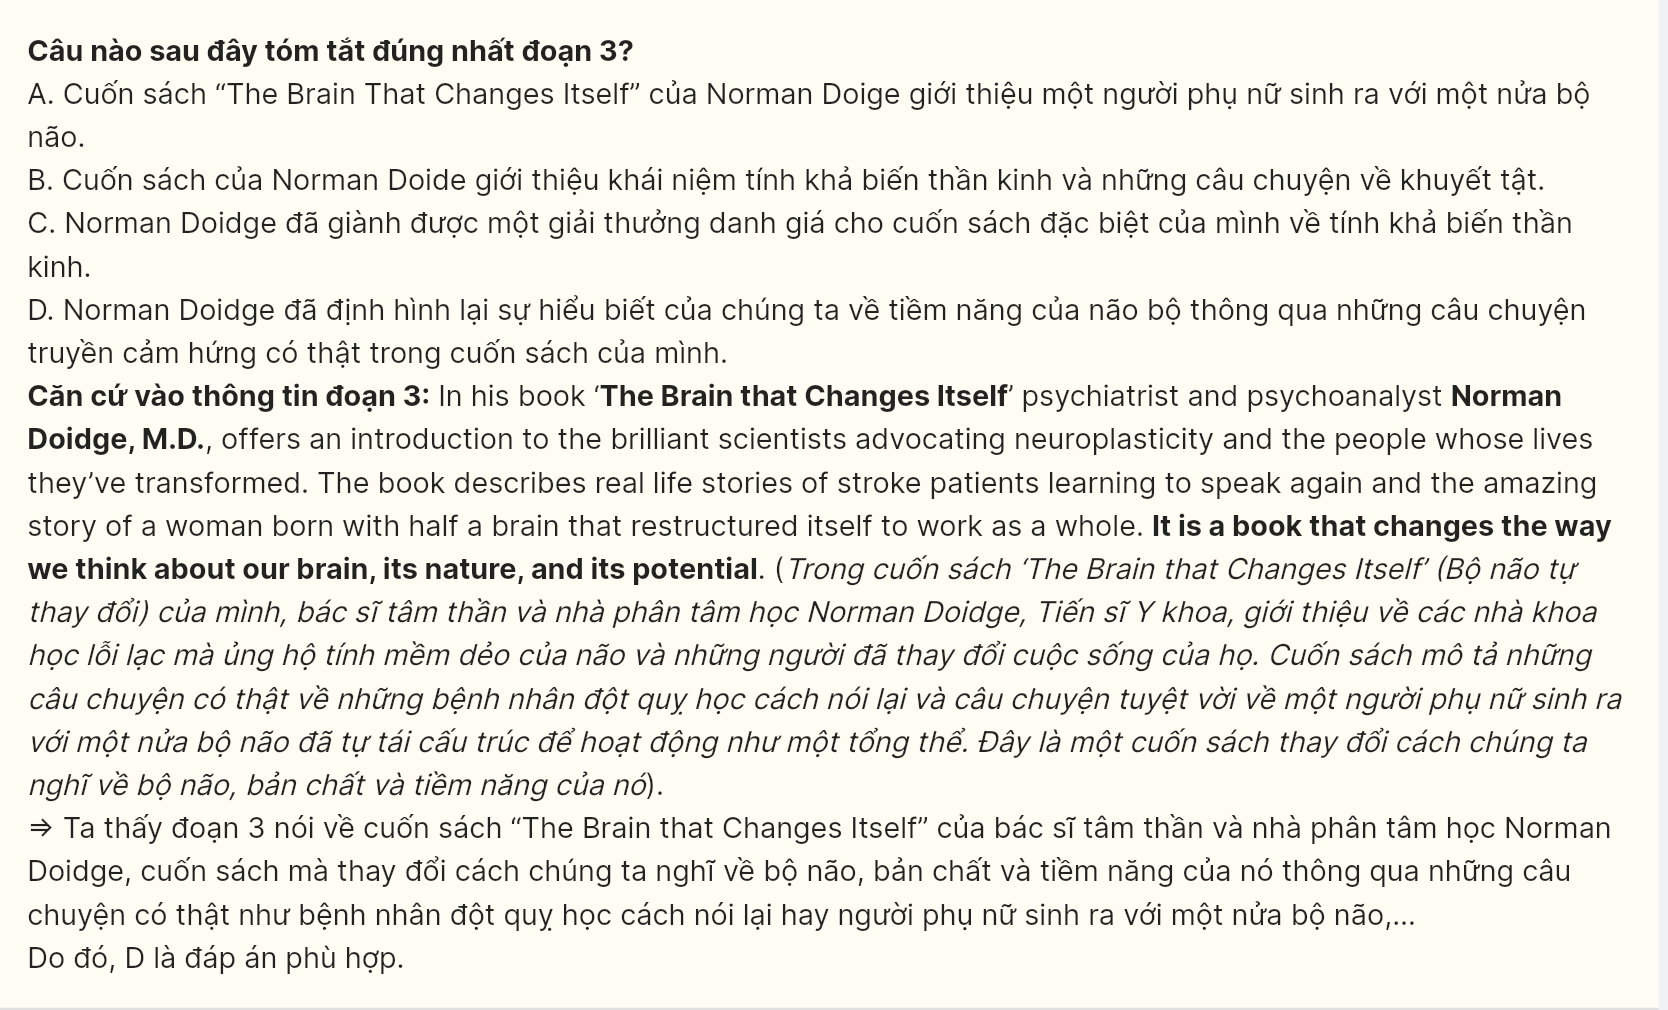 Câu nào sau đây tóm tắt đúng nhất đoạn 3?
A. Cuốn sách “The Brain That Changes Itself” của Norman Doige giới thiệu một người phụ nữ sinh ra với một nửa bộ
não.
B. Cuốn sách của Norman Doide giới thiệu khái niệm tính khả biến thần kinh và những câu chuyện về khuyết tật.
C. Norman Doidge đã giành được một giải thưởng danh giá cho cuốn sách đặc biệt của mình về tính khả biến thần
kinh.
D. Norman Doidge đã định hình lại sự hiểu biết của chúng ta về tiềm năng của não bộ thông qua những câu chuyện
truyền cảm hứng có thật trong cuốn sách của mình.
Căn cứ vào thông tin đoạn 3: In his book ‘The Brain that Changes Itself’ psychiatrist and psychoanalyst Norman
Doidge, M.D., offers an introduction to the brilliant scientists advocating neuroplasticity and the people whose lives
they’ve transformed. The book describes real life stories of stroke patients learning to speak again and the amazing
story of a woman born with half a brain that restructured itself to work as a whole. It is a book that changes the way
we think about our brain, its nature, and its potential. (Trong cuốn sách ‘The Brain that Changes Itself’ (Bộ não tự
thay đổi) của mình, bác sĩ tâm thần và nhà phân tâm học Norman Doidge, Tiến sĩ Y khoa, giới thiệu về các nhà khoa
học lỗi lạc mà ủng hộ tính mềm dẻo của não và những người đã thay đổi cuộc sống của họ. Cuốn sách mô tả những
câu chuyện có thật về những bệnh nhân đột quỵ học cách nói lại và câu chuyện tuyệt vời về một người phụ nữ sinh ra
với một nửa bộ não đã tự tái cấu trúc để hoạt động như một tổng thể. Đây là một cuốn sách thay đổi cách chúng ta
nghĩ về bộ não, bản chất và tiềm năng của nó).
⇒ Ta thấy đoạn 3 nói về cuốn sách “The Brain that Changes Itself” của bác sĩ tâm thần và nhà phân tâm học Norman
Doidge, cuốn sách mà thay đổi cách chúng ta nghĩ về bộ não, bản chất và tiềm năng của nó thông qua những câu
chuyện có thật như bệnh nhân đột quỵ học cách nói lại hay người phụ nữ sinh ra với một nửa bộ não,...
Do đó, D là đáp án phù hợp.